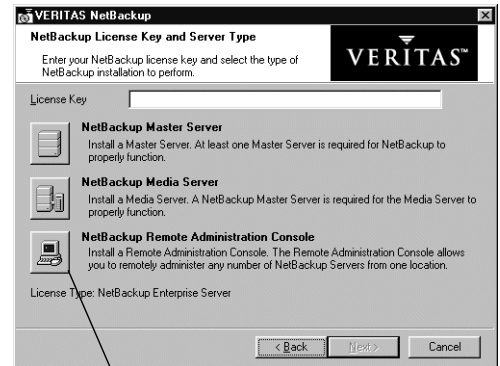 VERITAS NetBackup
NetBackup License Key and Server Type
Enter your NetBackup license key and select the type of
NetBackup installation to perform.
VERITAS™
License Key
NetBackup Master Server
Install a Master Server. At least one Master Server is required for NetBackup to
properly function.
NetBackup Media Server
Install a Media Server. A NetBackup Master Server is required for the Media Server to
properly function.
NetBackup Remote Administration Console
Install a Remote Administration Console. The Remote Administration Console allows
you to remotely administer any number of NetBackup Servers from one location.
License Type: NetBackup Enterprise Server
< Back
Next >
Cancel